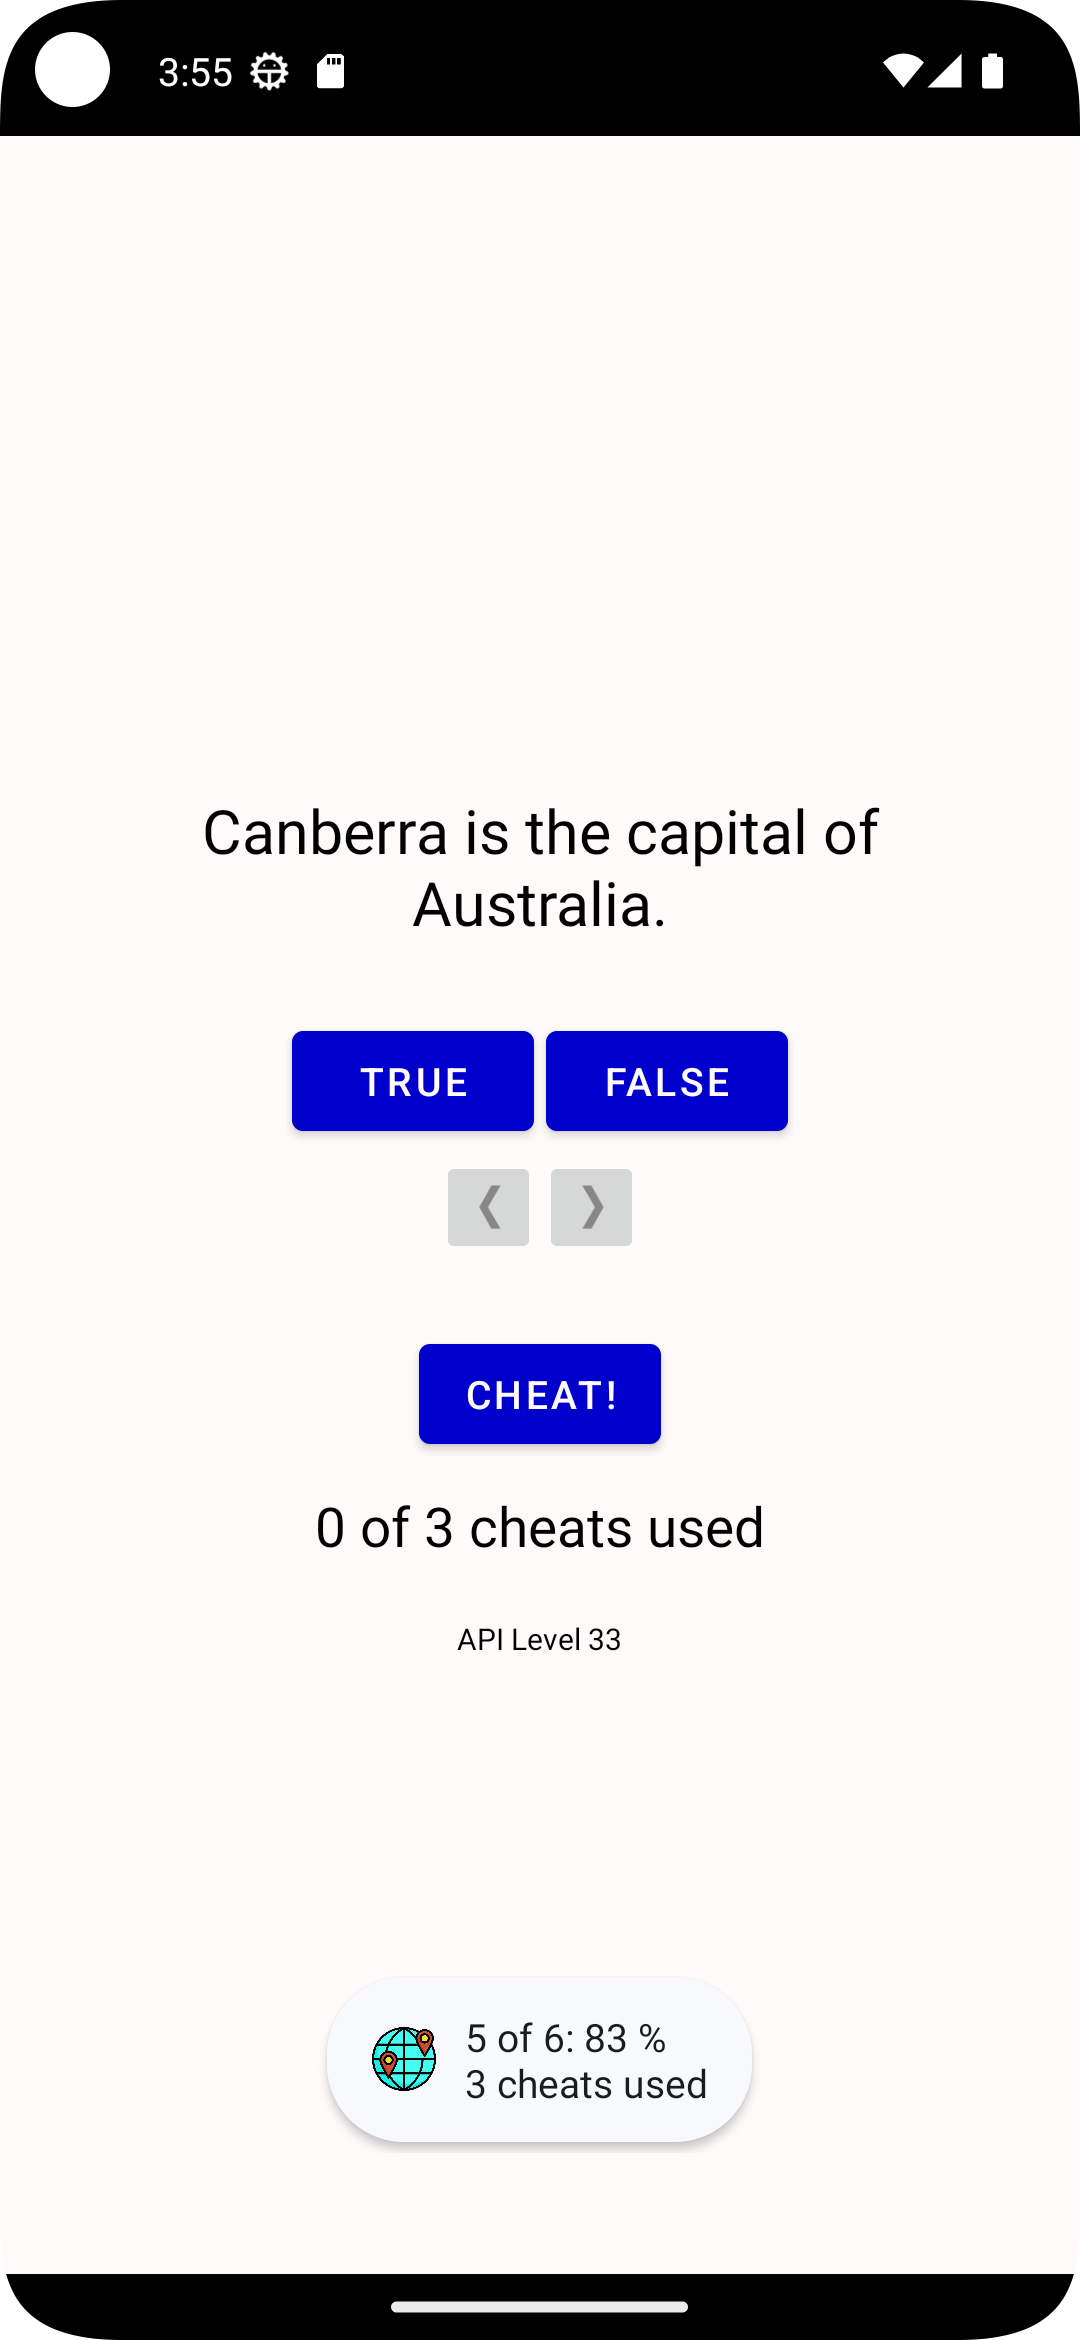 3:55
Canberra is the capital of
Australia.
TRUE FALSE
❮ ❯
CHEAT!
0 of 3 cheats used
API Level 33
5 of 6: 83 %
3 cheats used